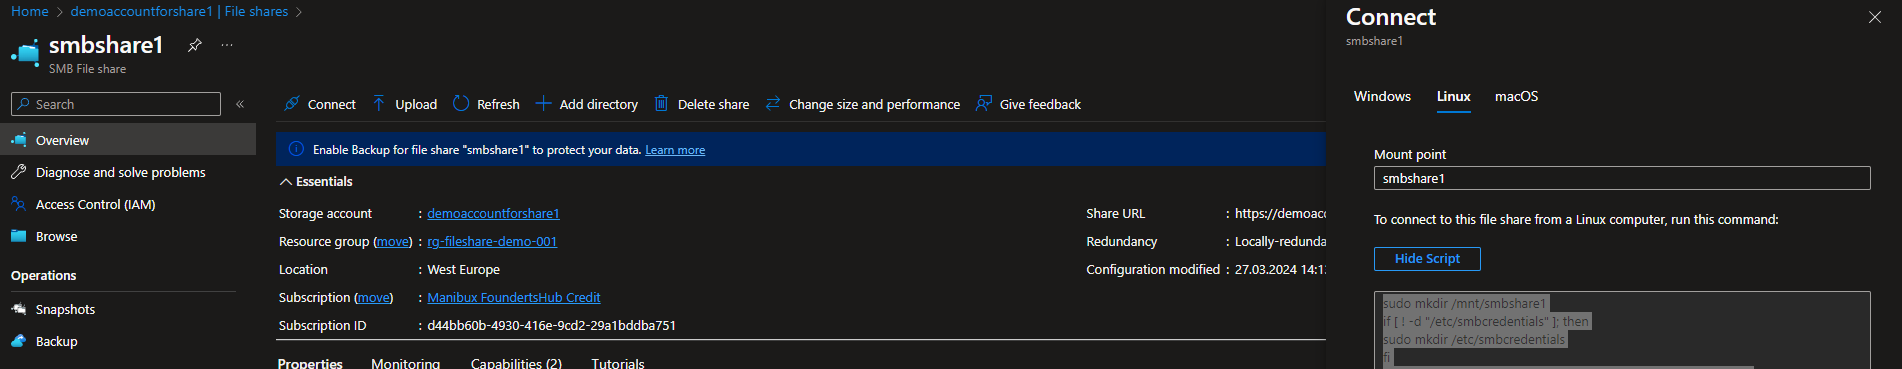 Home > demoaccountforshare1 | File shares >
smbshare1
SMB File share
Search
Overview
Diagnose and solve problems
Access Control (IAM)
Browse
Operations
Snapshots
Backup
Connect Upload Refresh Add directory Delete share Change size and performance Give feedback
Enable Backup for file share "smbshare1" to protect your data. Learn more
Essentials
Storage account : demoaccountforshare1
Resource group (move) : rg-fileshare-demo-001
Location : West Europe
Subscription (move) : Manibux FoundertsHub Credit
Subscription ID : d44bb60b-4930-416e-9cd2-29a1bddba751
Share URL : https://demoacc
Redundancy : Locally-redunda
Configuration modified : 27.03.2024 14:1
Properties Monitoring Capabilities (2) Tutorials
Connect
smbshare1
Windows Linux macOS
Mount point
smbshare1
To connect to this file share from a Linux computer, run this command:
Hide Script
sudo mkdir /mnt/smbshare1
if [ ! -d "/etc/smbcredentials" ]; then
sudo mkdir /etc/smbcredentials
fi